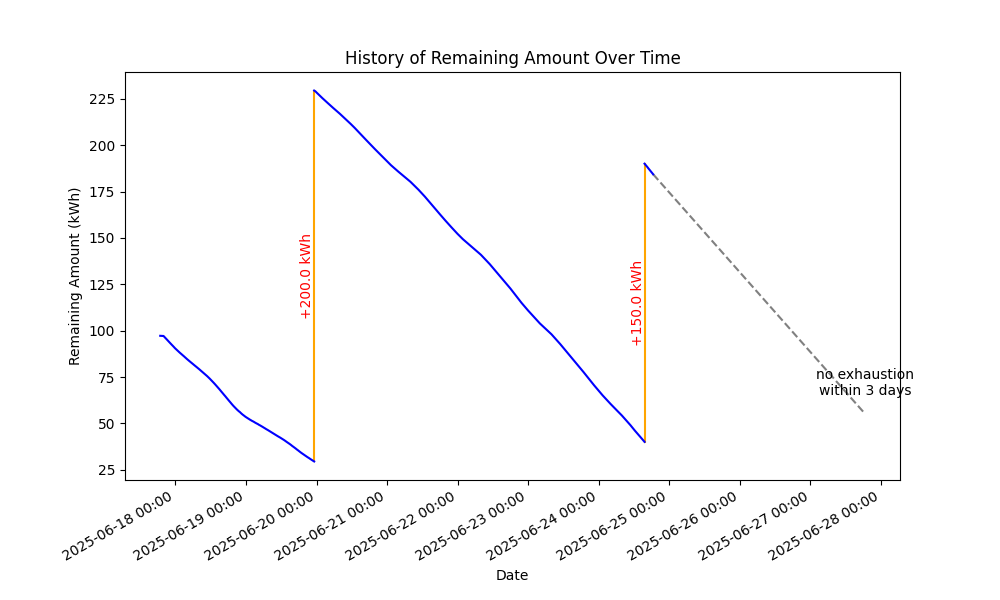 History of Remaining Amount Over Time
Remaining Amount (kWh)
225
200
175
150
125
100
75
50
25
+200.0 kWh
+150.0 kWh
no exhaustion
within 3 days
2025-06-18 00:00
2025-06-19 00:00
2025-06-20 00:00
2025-06-21 00:00
2025-06-22 00:00
2025-06-23 00:00
2025-06-24 00:00
2025-06-25 00:00
2025-06-26 00:00
2025-06-27 00:00
2025-06-28 00:00
Date